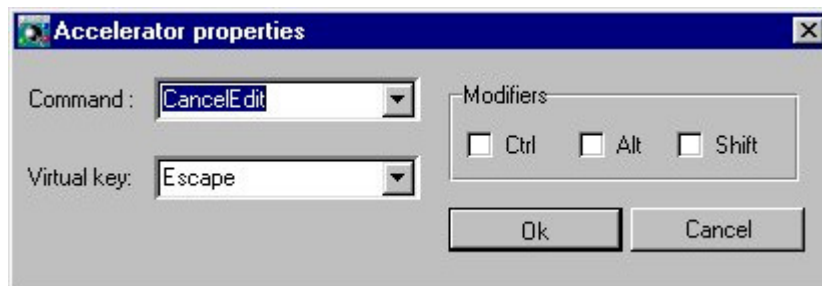 Accelerator properties
Command :
CancelEdit
Virtual key:
Escape
Modifiers
Ctrl
Alt
Shift
Ok
Cancel